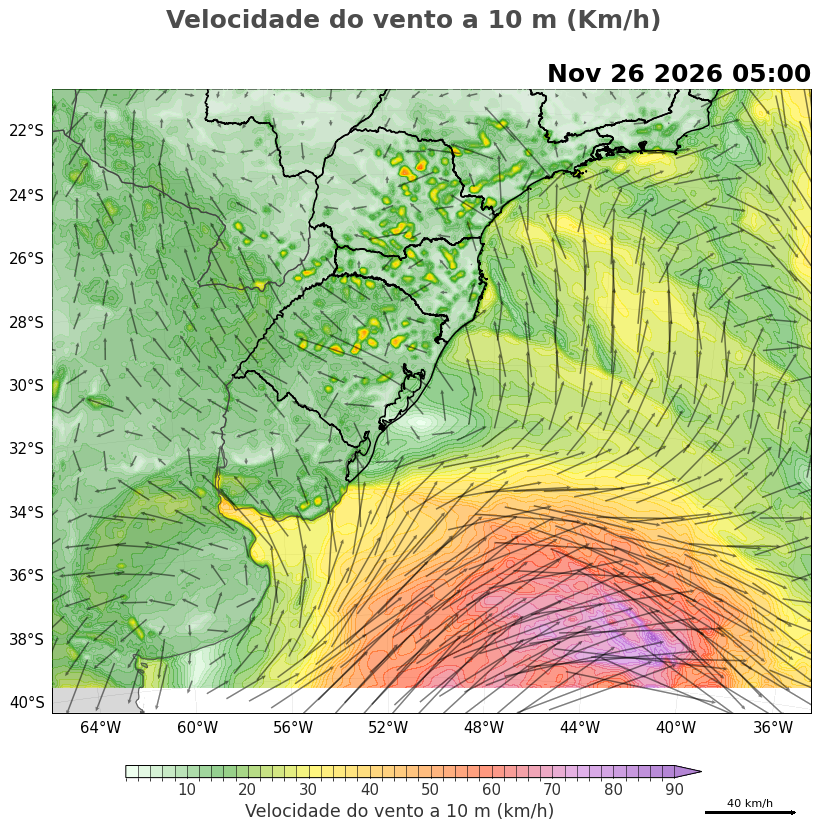 Velocidade do vento a 10 m (Km/h)
Nov 26 2026 05:00
22°S
24°S
26°S
28°S
30°S
32°S
34°S
36°S
38°S
40°S
64°W 60°W 56°W 52°W 48°W 44°W 40°W 36°W
10 20 30 40 50 60 70 80 90
Velocidade do vento a 10 m (km/h)
40 km/h